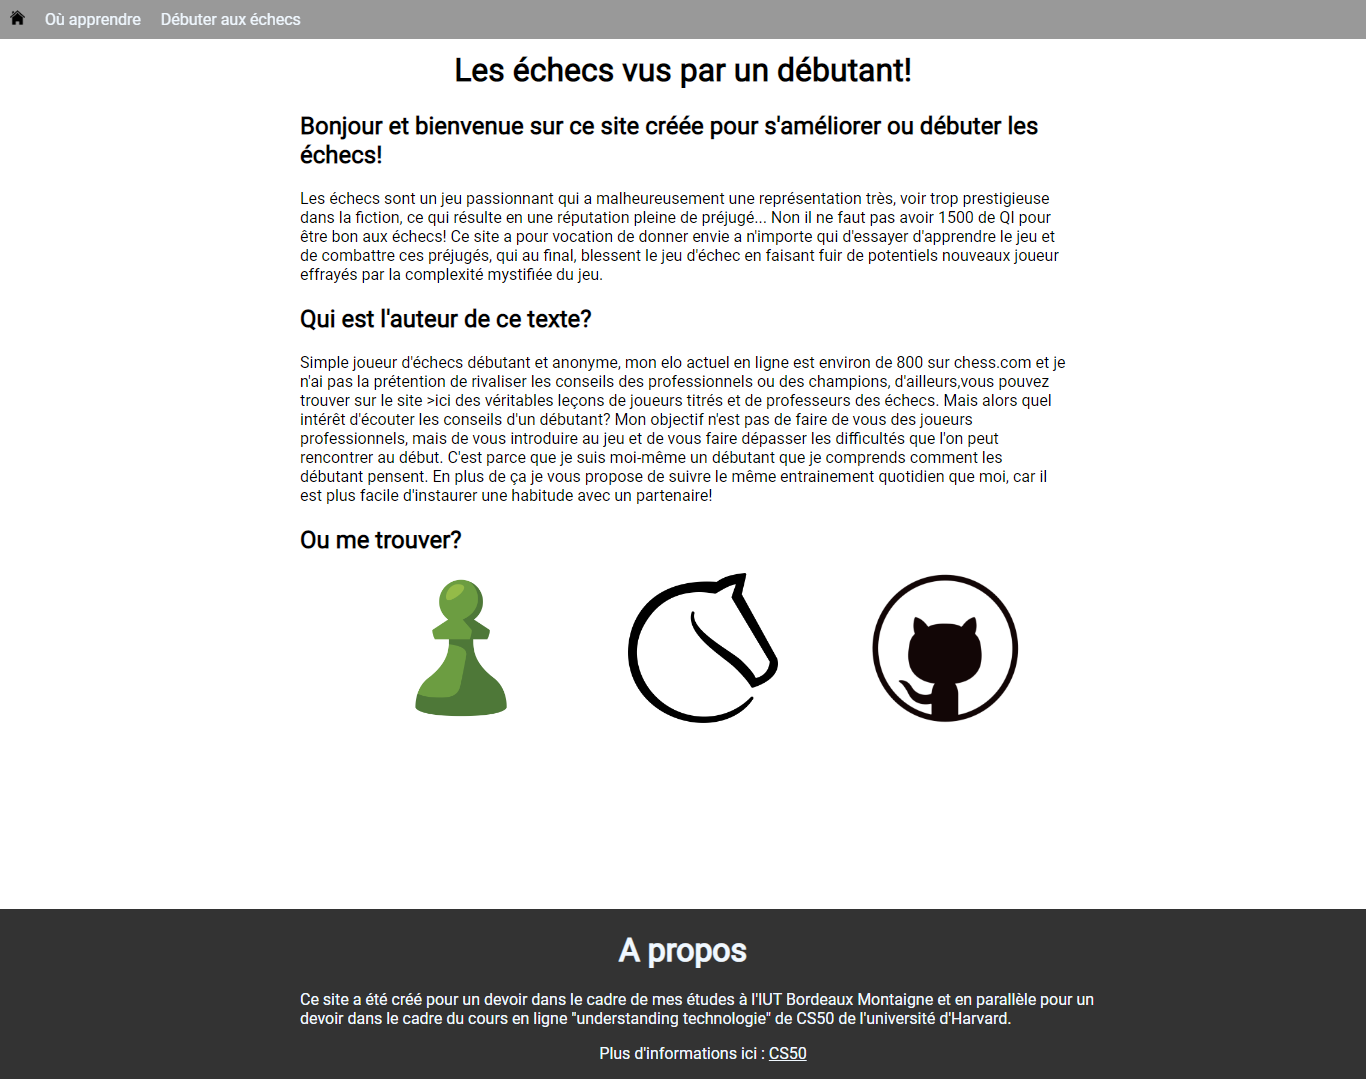 Où apprendre Débuter aux échecs
Les échecs vus par un débutant!
Bonjour et bienvenue sur ce site créée pour s'améliorer ou débuter les
échecs!
Les échecs sont un jeu passionnant qui a malheureusement une représentation très, voir trop prestigieuse
dans la fiction, ce qui résulte en une réputation pleine de préjugé... Non il ne faut pas avoir 1500 de QI pour
être bon aux échecs! Ce site a pour vocation de donner envie a n'importe qui d'essayer d'apprendre le jeu et
de combattre ces préjugés, qui au final, blessent le jeu d'échec en faisant fuir de potentiels nouveaux joueur
effrayés par la complexité mystifiée du jeu.
Qui est l'auteur de ce texte?
Simple joueur d'échecs débutant et anonyme, mon elo actuel en ligne est environ de 800 sur chess.com et je
n'ai pas la prétention de rivaliser les conseils des professionnels ou des champions, d'ailleurs,vous pouvez
trouver sur le site >ici des véritables leçons de joueurs titrés et de professeurs des échecs. Mais alors quel
intérêt d'écouter les conseils d'un débutant? Mon objectif n'est pas de faire de vous des joueurs
professionnels, mais de vous introduire au jeu et de vous faire dépasser les difficultés que l'on peut
rencontrer au début. C'est parce que je suis moi-même un débutant que je comprends comment les
débutant pensent. En plus de ça je vous propose de suivre le même entrainement quotidien que moi, car il
est plus facile d'instaurer une habitude avec un partenaire!
Ou me trouver?
A propos
Ce site a été créé pour un devoir dans le cadre de mes études à l'IUT Bordeaux Montaigne et en parallèle pour un
devoir dans le cadre du cours en ligne "understanding technologie" de CS50 de l'université d'Harvard.
Plus d'informations ici : CS50